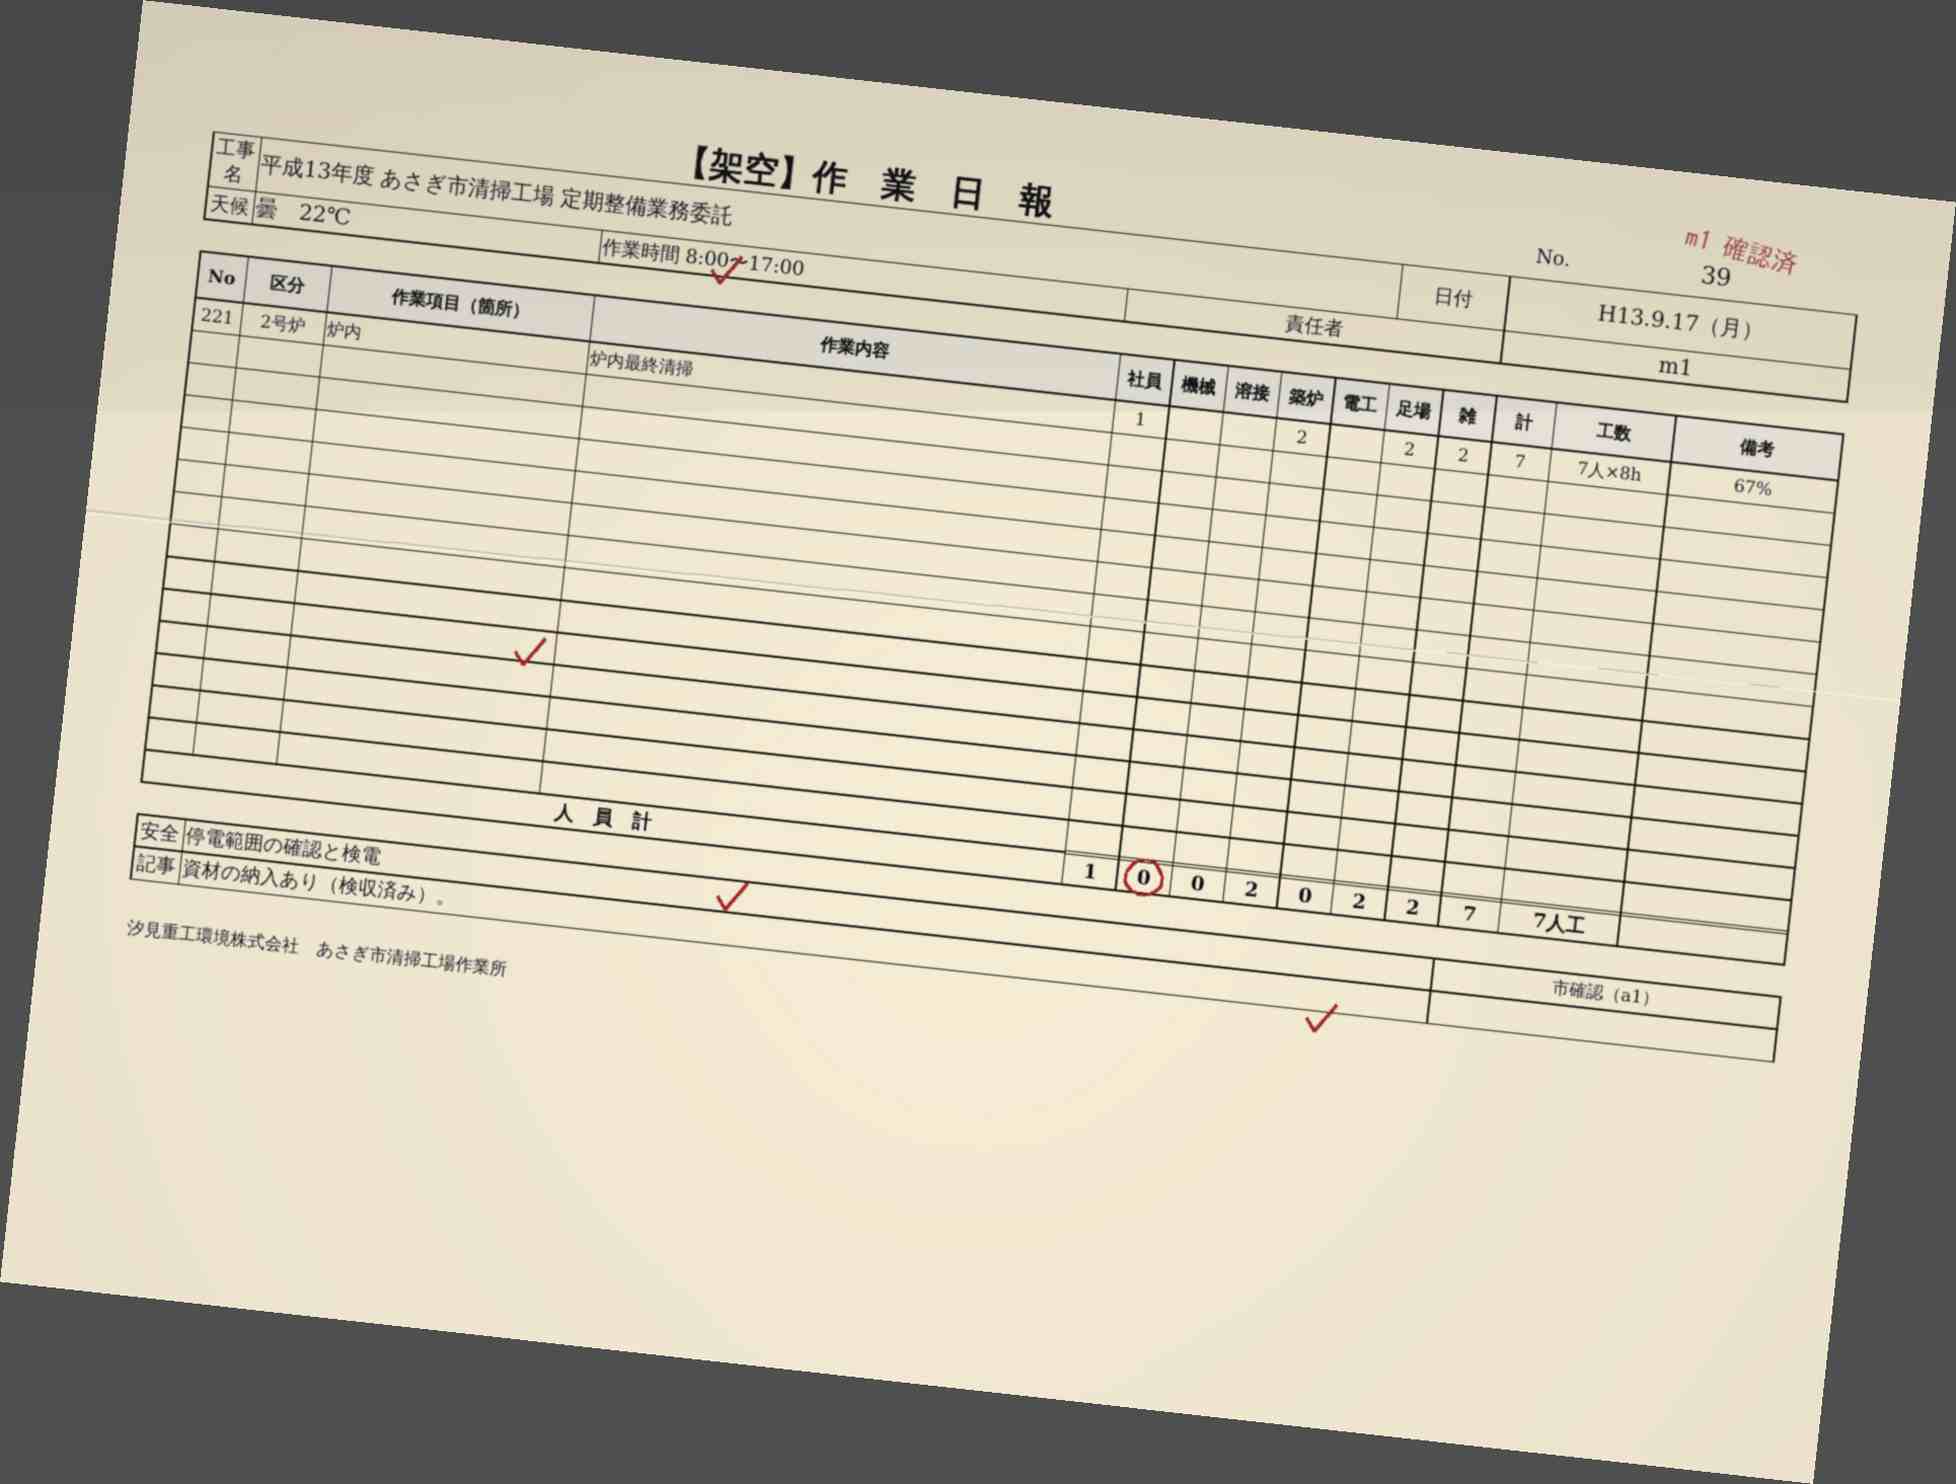 【架空】作　業　日　報
m1 確認済
No. 39
工事名 平成13年度 あさぎ市清掃工場 定期整備業務委託 日付 H13.9.17（月）
天候 曇　22℃ 作業時間 8:00〜17:00 責任者 m1
No 区分 作業項目（箇所） 作業内容 社員 機械 溶接 築炉 電工 足場 雑 計 工数 備考
221 2号炉 炉内 炉内最終清掃 1 2 2 2 7 7人×8h 67%
人　員　計 1 0 0 2 0 2 2 7 7人工
安全 停電範囲の確認と検電 市確認（a1）
記事 資材の納入あり（検収済み）。
汐見重工環境株式会社　あさぎ市清掃工場作業所